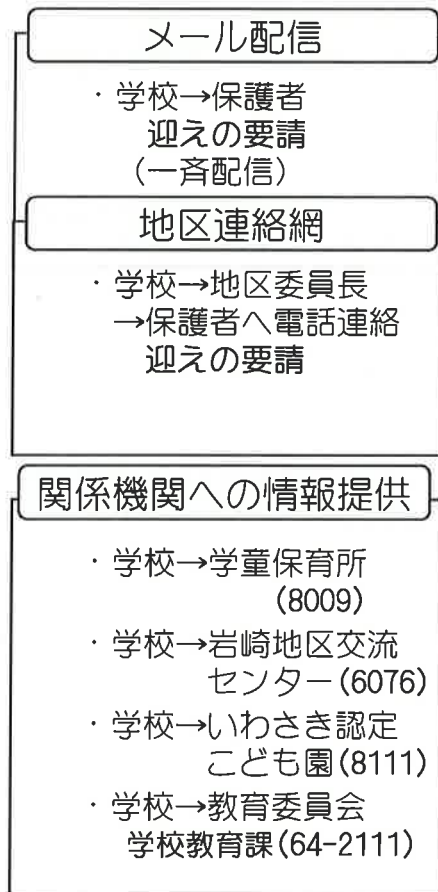 メール配信
・学校→保護者
迎えの要請
(一斉配信)
地区連絡網
・学校→地区委員長
→保護者へ電話連絡
迎えの要請
関係機関への情報提供
・学校→学童保育所
(8009)
・学校→岩崎地区交流
センター(6076)
・学校→いわさき認定
こども園(8111)
・学校→教育委員会
学校教育課(64-2111)